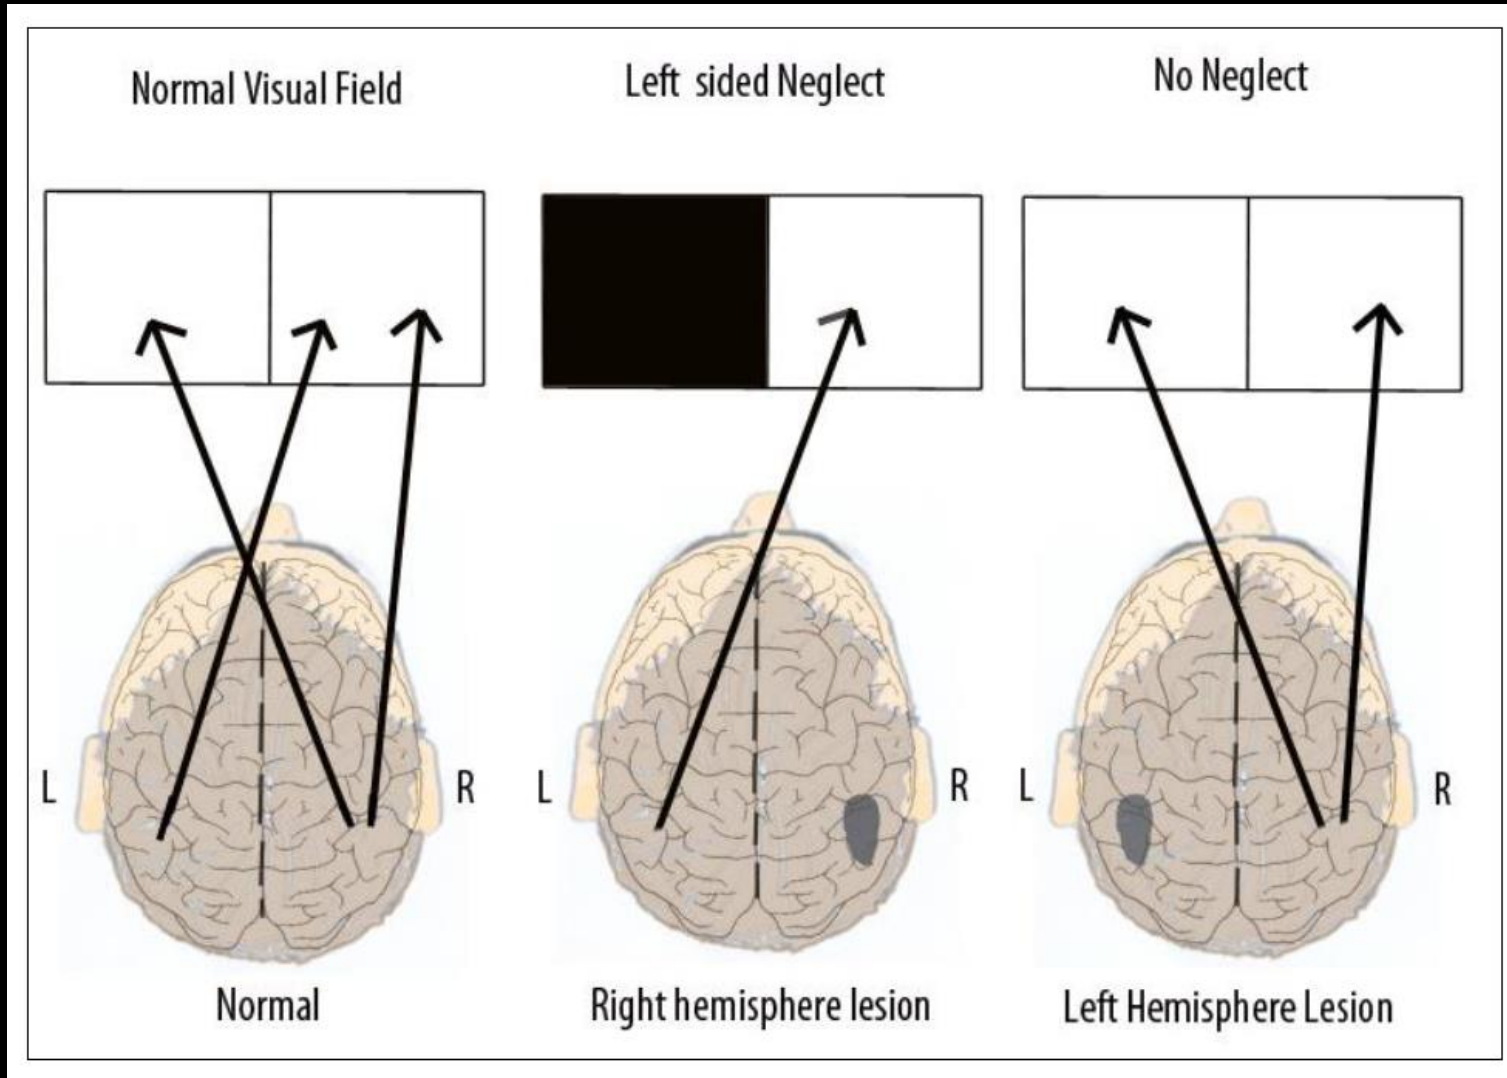 Normal Visual Field
Left sided Neglect
No Neglect
L
R
L
R
L
R
Normal
Right hemisphere lesion
Left Hemisphere Lesion